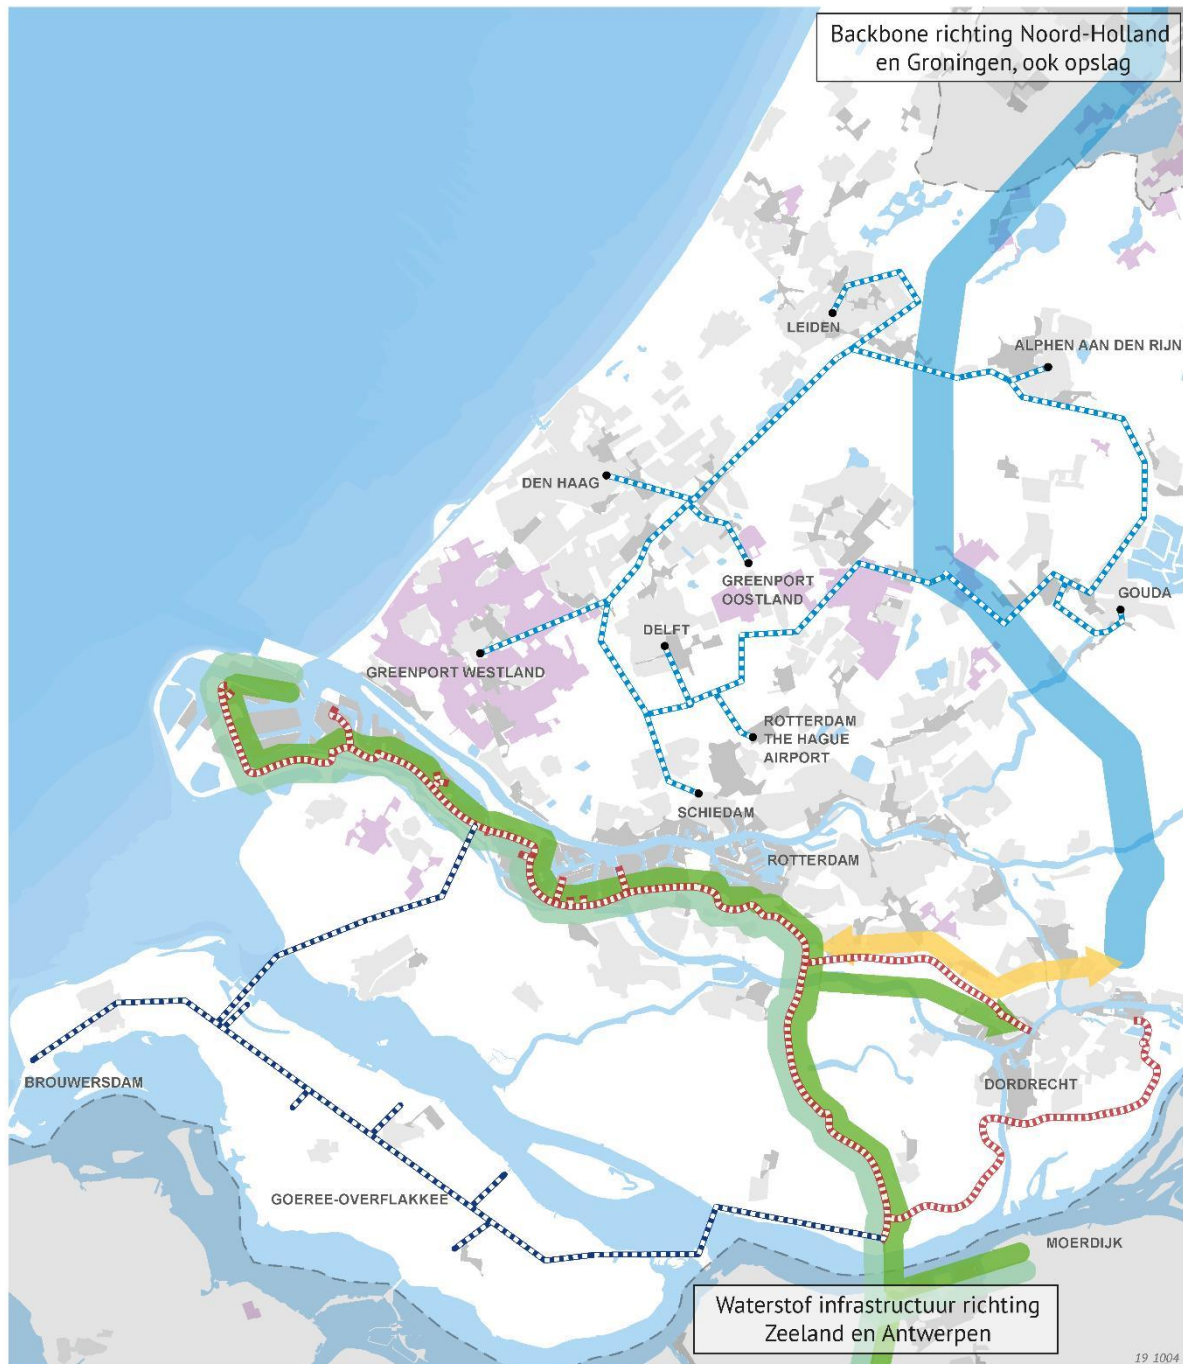 Backbone richting Noord-Holland
en Groningen, ook opslag
LEIDEN
ALPHEN AAN DEN RIJN
DEN HAAG
GREENPORT
OOSTLAND
GOUDA
DELFT
GREENPORT WESTLAND
ROTTERDAM
THE HAGUE
AIRPORT
SCHIEDAM
ROTTERDAM
BROUWERSDAM
DORDRECHT
GOEREE-OVERFLAKKEE
MOERDIJK
Waterstof infrastructuur richting
Zeeland en Antwerpen
19 1004